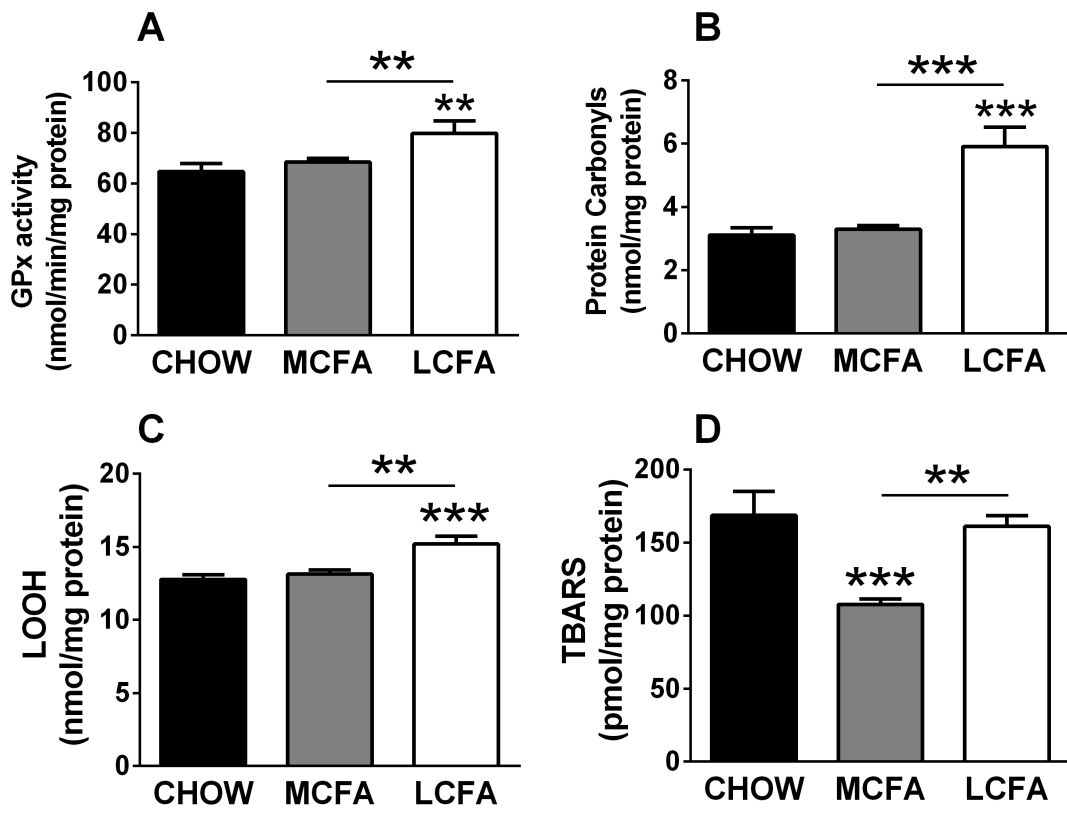 A
GPx activity
(nmol/min/mg protein)
100
80
60
40
20
0
**
**
CHOW MCFA LCFA
B
Protein Carbonyls
(nmol/mg protein)
8
6
4
2
0
***
***
CHOW MCFA LCFA
C
LOOH
(nmol/mg protein)
20
15
10
5
0
**
***
CHOW MCFA LCFA
D
TBARS
(pmol/mg protein)
200
150
100
50
0
**
***
CHOW MCFA LCFA